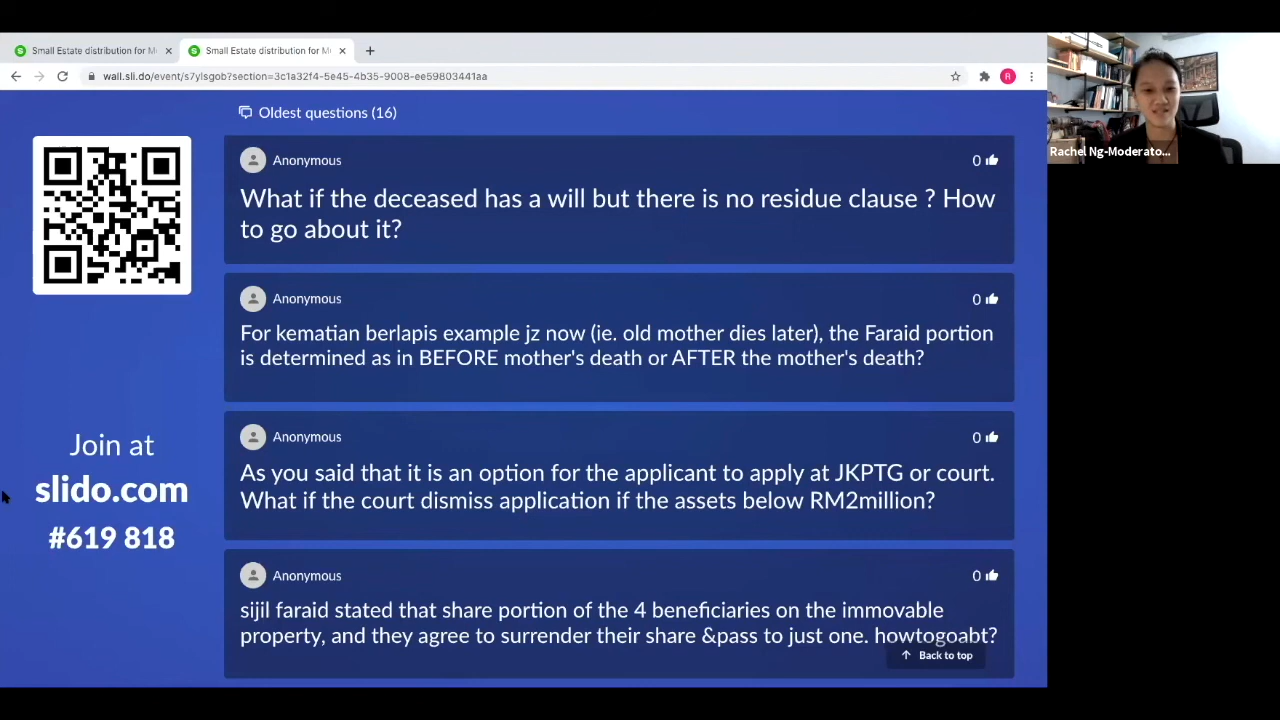 Small Estate distribution for M
Small Estate distribution for M
wall.sli.do/event/s7ylsgob?section=3c1a32f4-5e45-4b35-9008-ee59803441aa
R
Rachel Ng-Moderato...
Oldest questions (16)
Anonymous
0
What if the deceased has a will but there is no residue clause ? How
to go about it?
Anonymous
0
For kematian berlapis example jz now (ie. old mother dies later), the Faraid portion
is determined as in BEFORE mother's death or AFTER the mother's death?
Anonymous
0
As you said that it is an option for the applicant to apply at JKPTG or court.
What if the court dismiss application if the assets below RM2million?
Anonymous
0
sijil faraid stated that share portion of the 4 beneficiaries on the immovable
property, and they agree to surrender their share &pass to just one. howtogoabt?
Back to top
Join at
slido.com
#619 818